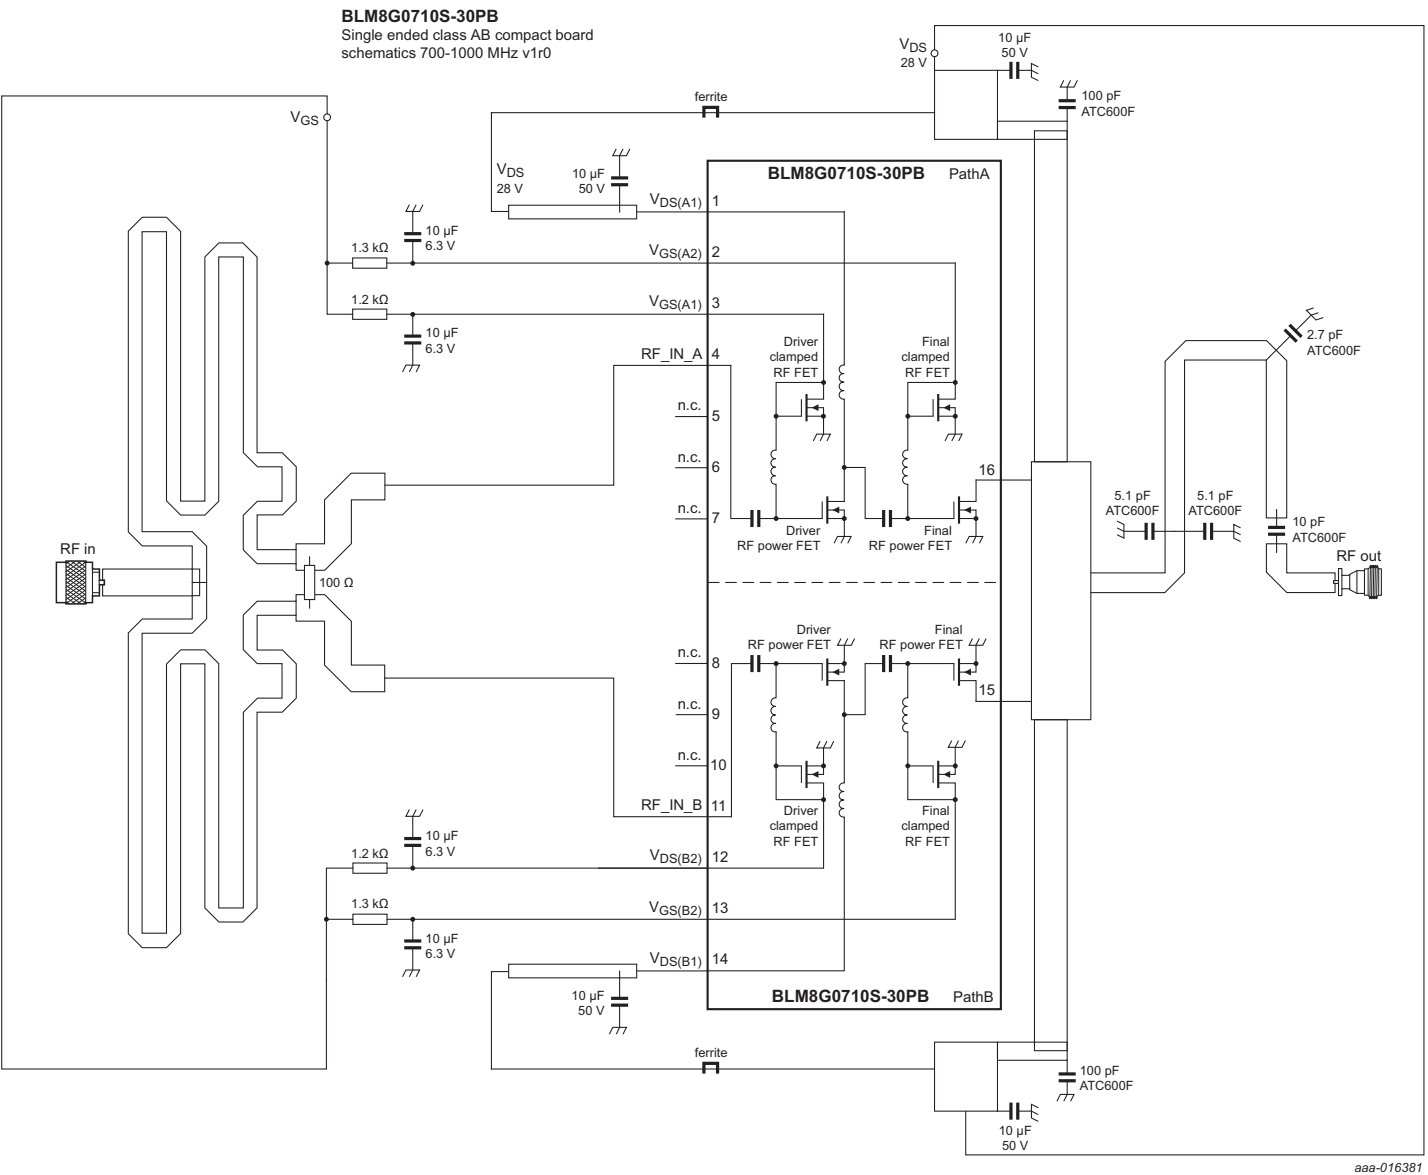 BLM8G0710S-30PB
Single ended class AB compact board
schematics 700-1000 MHz v1r0
VDS
28 V
10 µF
50 V
100 pF
ATC600F
ferrite
VGS
VDS
28 V
10 µF
50 V
BLM8G0710S-30PB PathA
VDS(A1) 1
10 µF
6.3 V
1.3 kΩ
VGS(A2) 2
1.2 kΩ
VGS(A1) 3
10 µF
6.3 V
RF_IN_A 4
Driver
clamped
RF FET
Final
clamped
RF FET
2.7 pF
ATC600F
n.c. 5
n.c. 6
16
n.c. 7
Driver
RF power FET
Final
RF power FET
5.1 pF
ATC600F
5.1 pF
ATC600F
10 pF
ATC600F
RF in
RF out
100 Ω
Driver
RF power FET
Final
RF power FET
n.c. 8
15
n.c. 9
n.c. 10
RF_IN_B 11
Driver
clamped
RF FET
Final
clamped
RF FET
10 µF
6.3 V
1.2 kΩ
VDS(B2) 12
1.3 kΩ
VGS(B2) 13
10 µF
6.3 V
VDS(B1) 14
10 µF
50 V
BLM8G0710S-30PB PathB
ferrite
100 pF
ATC600F
10 µF
50 V
aaa-016381